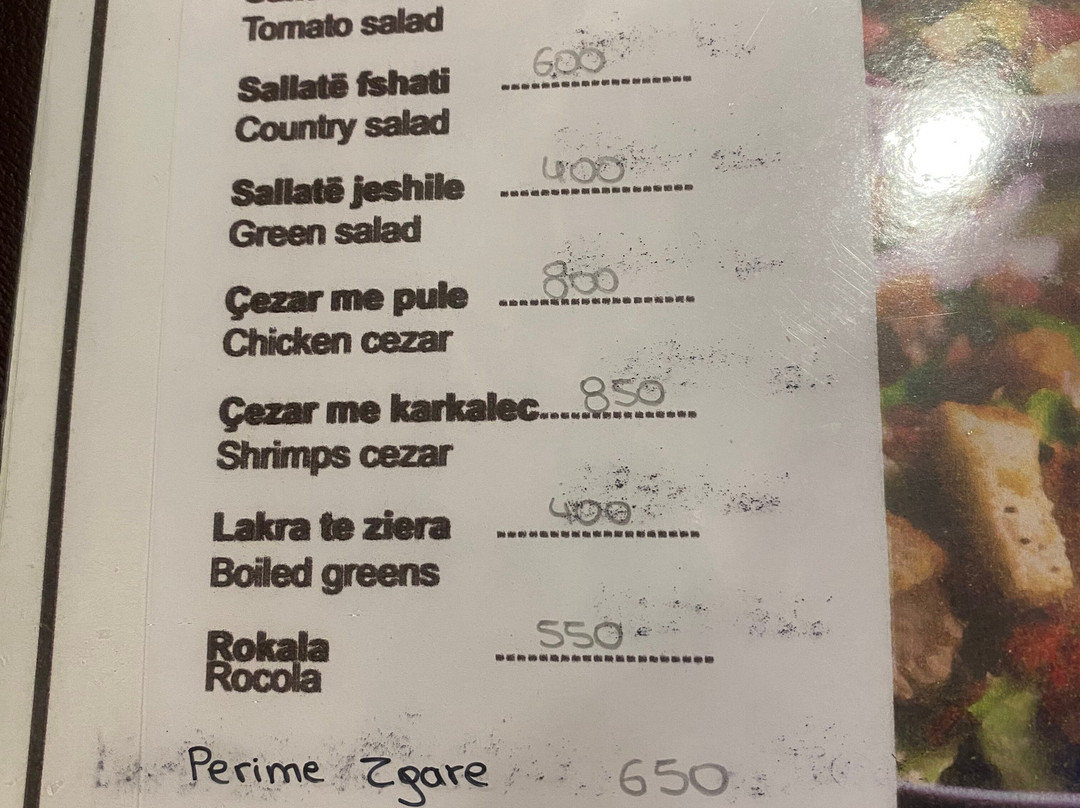 Tomato salad
Sallatë fshati ........................ 600
Country salad
Sallatë jeshile ........................ 400
Green salad
Çezar me pule ........................ 800
Chicken cezar
Çezar me karkalec........................ 850
Shrimps cezar
Lakra te ziera ........................ 400
Boiled greens
Rokala ........................ 550
Rocola
Perime Zgare 650